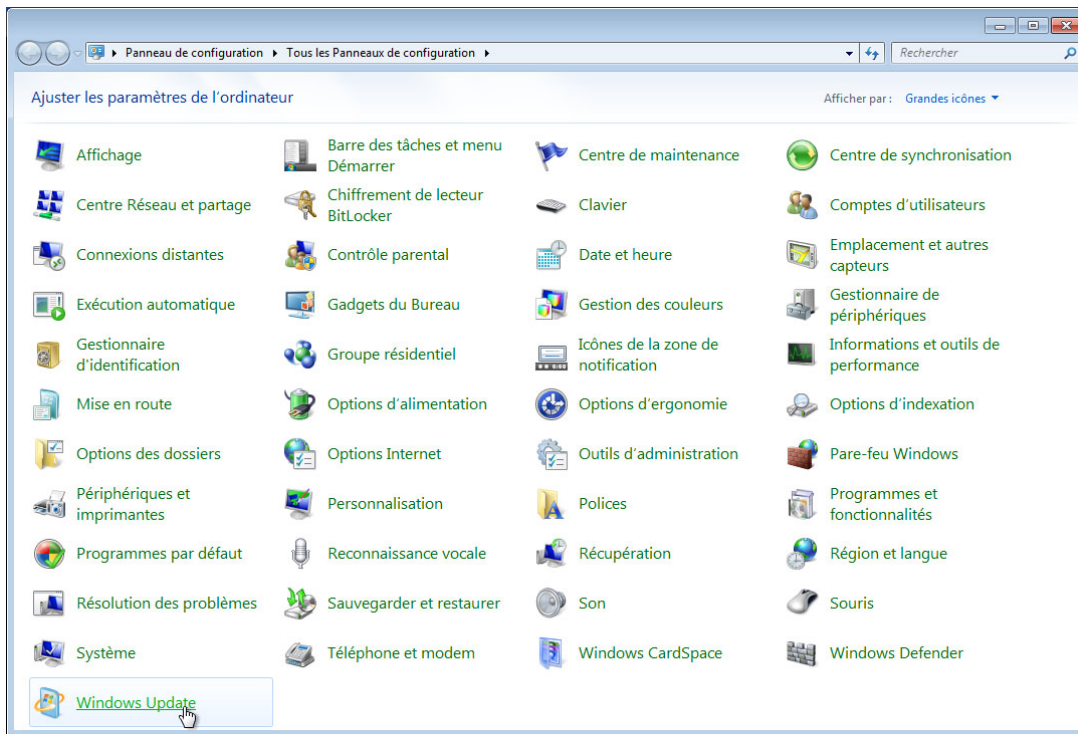 Panneau de configuration Tous les Panneaux de configuration Rechercher
Ajuster les paramètres de l'ordinateur Afficher par : Grandes icônes
Affichage
Barre des tâches et menu
Démarrer
Centre de maintenance
Centre de synchronisation
Centre Réseau et partage
Chiffrement de lecteur
BitLocker
Clavier
Comptes d'utilisateurs
Connexions distantes
Contrôle parental
Date et heure
Emplacement et autres
capteurs
Exécution automatique
Gadgets du Bureau
Gestion des couleurs
Gestionnaire de
périphériques
Gestionnaire
d'identification
Groupe résidentiel
Icônes de la zone de
notification
Informations et outils de
performance
Mise en route
Options d'alimentation
Options d'ergonomie
Options d'indexation
Options des dossiers
Options Internet
Outils d'administration
Pare-feu Windows
Périphériques et
imprimantes
Personnalisation
Polices
Programmes et
fonctionnalités
Programmes par défaut
Reconnaissance vocale
Récupération
Région et langue
Résolution des problèmes
Sauvegarder et restaurer
Son
Souris
Système
Téléphone et modem
Windows CardSpace
Windows Defender
Windows Update